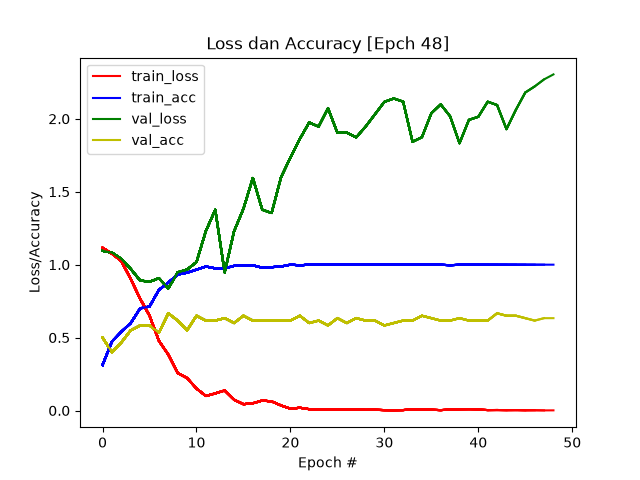 Loss dan Accuracy [Epch 48]
train_loss
train_acc
val_loss
val_acc
Loss/Accuracy
2.0
1.5
1.0
0.5
0.0
0 10 20 30 40 50
Epoch #